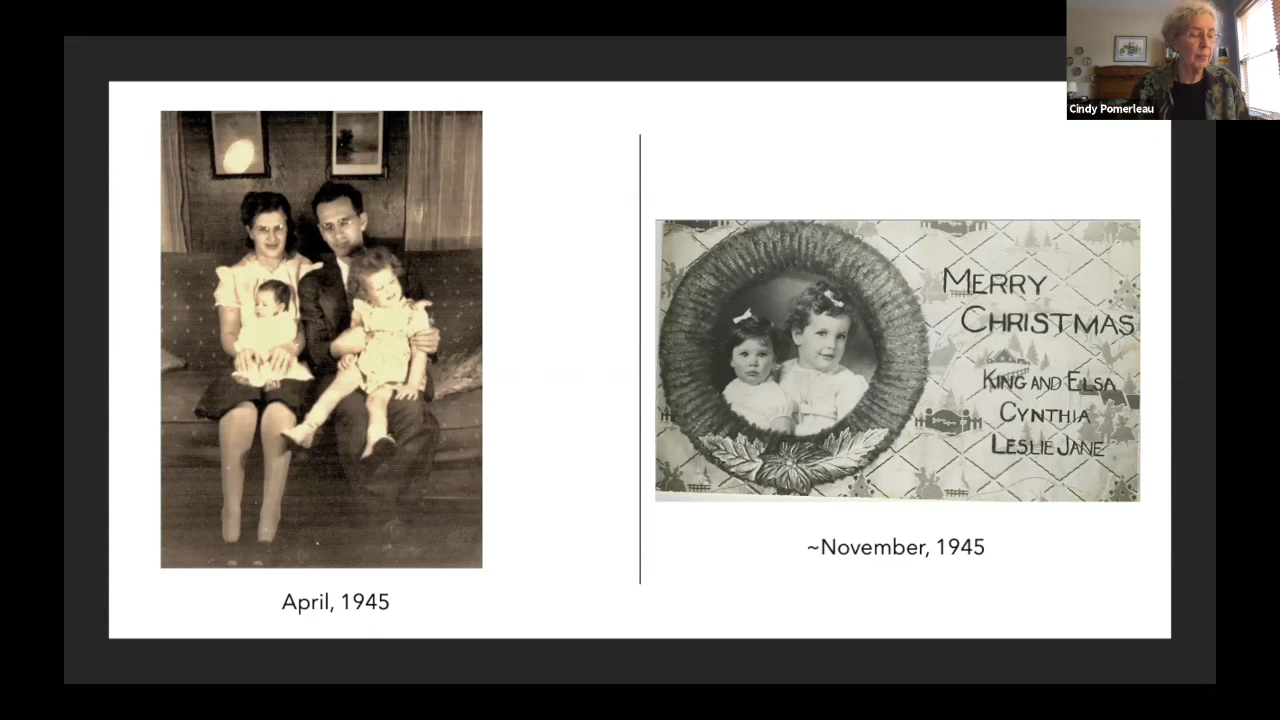 Cindy Pomerleau
MERRY
CHRISTMAS
KING AND ELSA
CYNTHIA
LESLIE JANE
~November, 1945
April, 1945